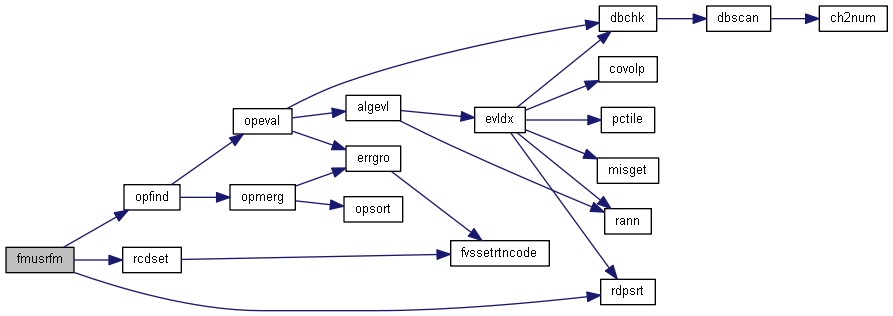 dbchk
dbscan
ch2num
covolp
algevl
opeval
evldx
pctile
errgro
misget
opfind
opmerg
opsort
rann
fmusrfm
rcdset
fvssetrtncode
rdpsrt